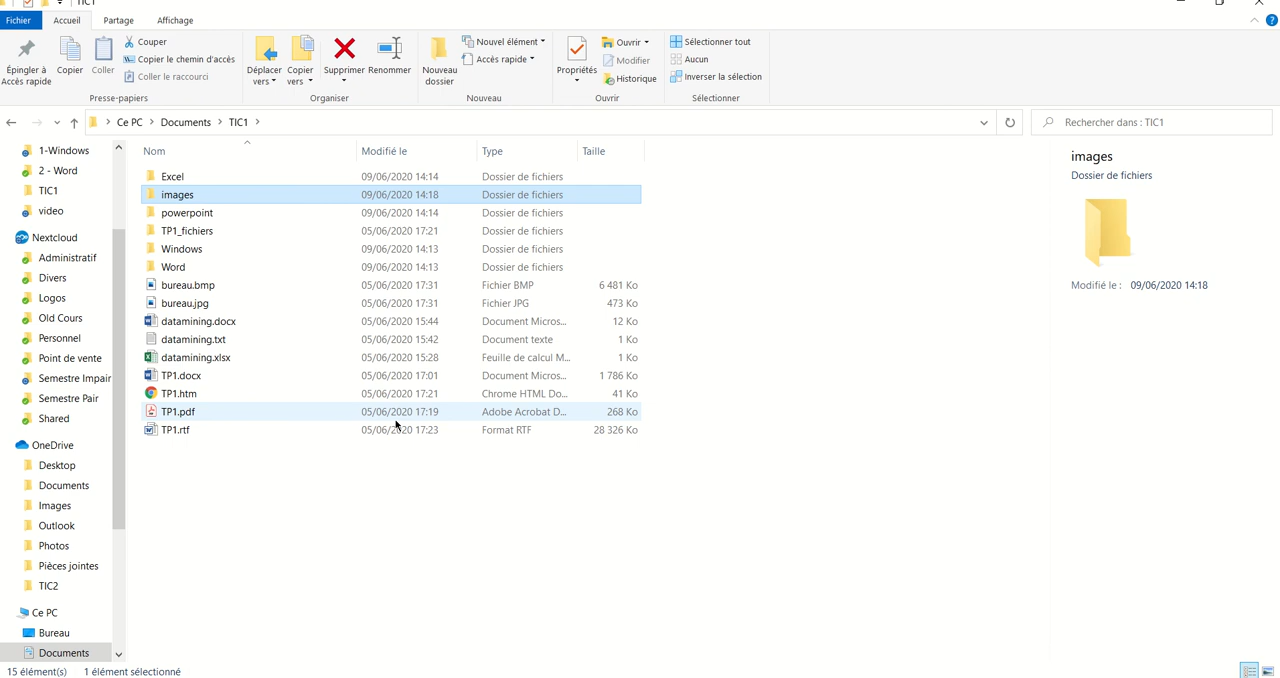 TIC1
Fichier Accueil Partage Affichage
Épingler à Accès rapide
Copier
Coller
Couper
Copier le chemin d'accès
Coller le raccourci
Presse-papiers
Déplacer vers
Copier vers
Supprimer
Renommer
Organiser
Nouveau dossier
Nouvel élément
Accès rapide
Nouveau
Propriétés
Ouvrir
Modifier
Historique
Ouvrir
Sélectionner tout
Aucun
Inverser la sélection
Sélectionner
Ce PC > Documents > TIC1 >
Rechercher dans : TIC1
1-Windows
2 - Word
TIC1
video
Nextcloud
Administratif
Divers
Logos
Old Cours
Personnel
Point de vente
Semestre Impair
Semestre Pair
Shared
OneDrive
Desktop
Documents
Images
Outlook
Photos
Pièces jointes
TIC2
Ce PC
Bureau
Documents
Nom Modifié le Type Taille
Excel 09/06/2020 14:14 Dossier de fichiers
images 09/06/2020 14:18 Dossier de fichiers
powerpoint 09/06/2020 14:14 Dossier de fichiers
TP1_fichiers 05/06/2020 17:21 Dossier de fichiers
Windows 09/06/2020 14:13 Dossier de fichiers
Word 09/06/2020 14:13 Dossier de fichiers
bureau.bmp 05/06/2020 17:31 Fichier BMP 6 481 Ko
bureau.jpg 05/06/2020 17:31 Fichier JPG 473 Ko
datamining.docx 05/06/2020 15:44 Document Micros... 12 Ko
datamining.txt 05/06/2020 15:42 Document texte 1 Ko
datamining.xlsx 05/06/2020 15:28 Feuille de calcul M... 1 Ko
TP1.docx 05/06/2020 17:01 Document Micros... 1 786 Ko
TP1.htm 05/06/2020 17:21 Chrome HTML Do... 41 Ko
TP1.pdf 05/06/2020 17:19 Adobe Acrobat D... 268 Ko
TP1.rtf 05/06/2020 17:23 Format RTF 28 326 Ko
images
Dossier de fichiers
Modifié le : 09/06/2020 14:18
15 élément(s) 1 élément sélectionné